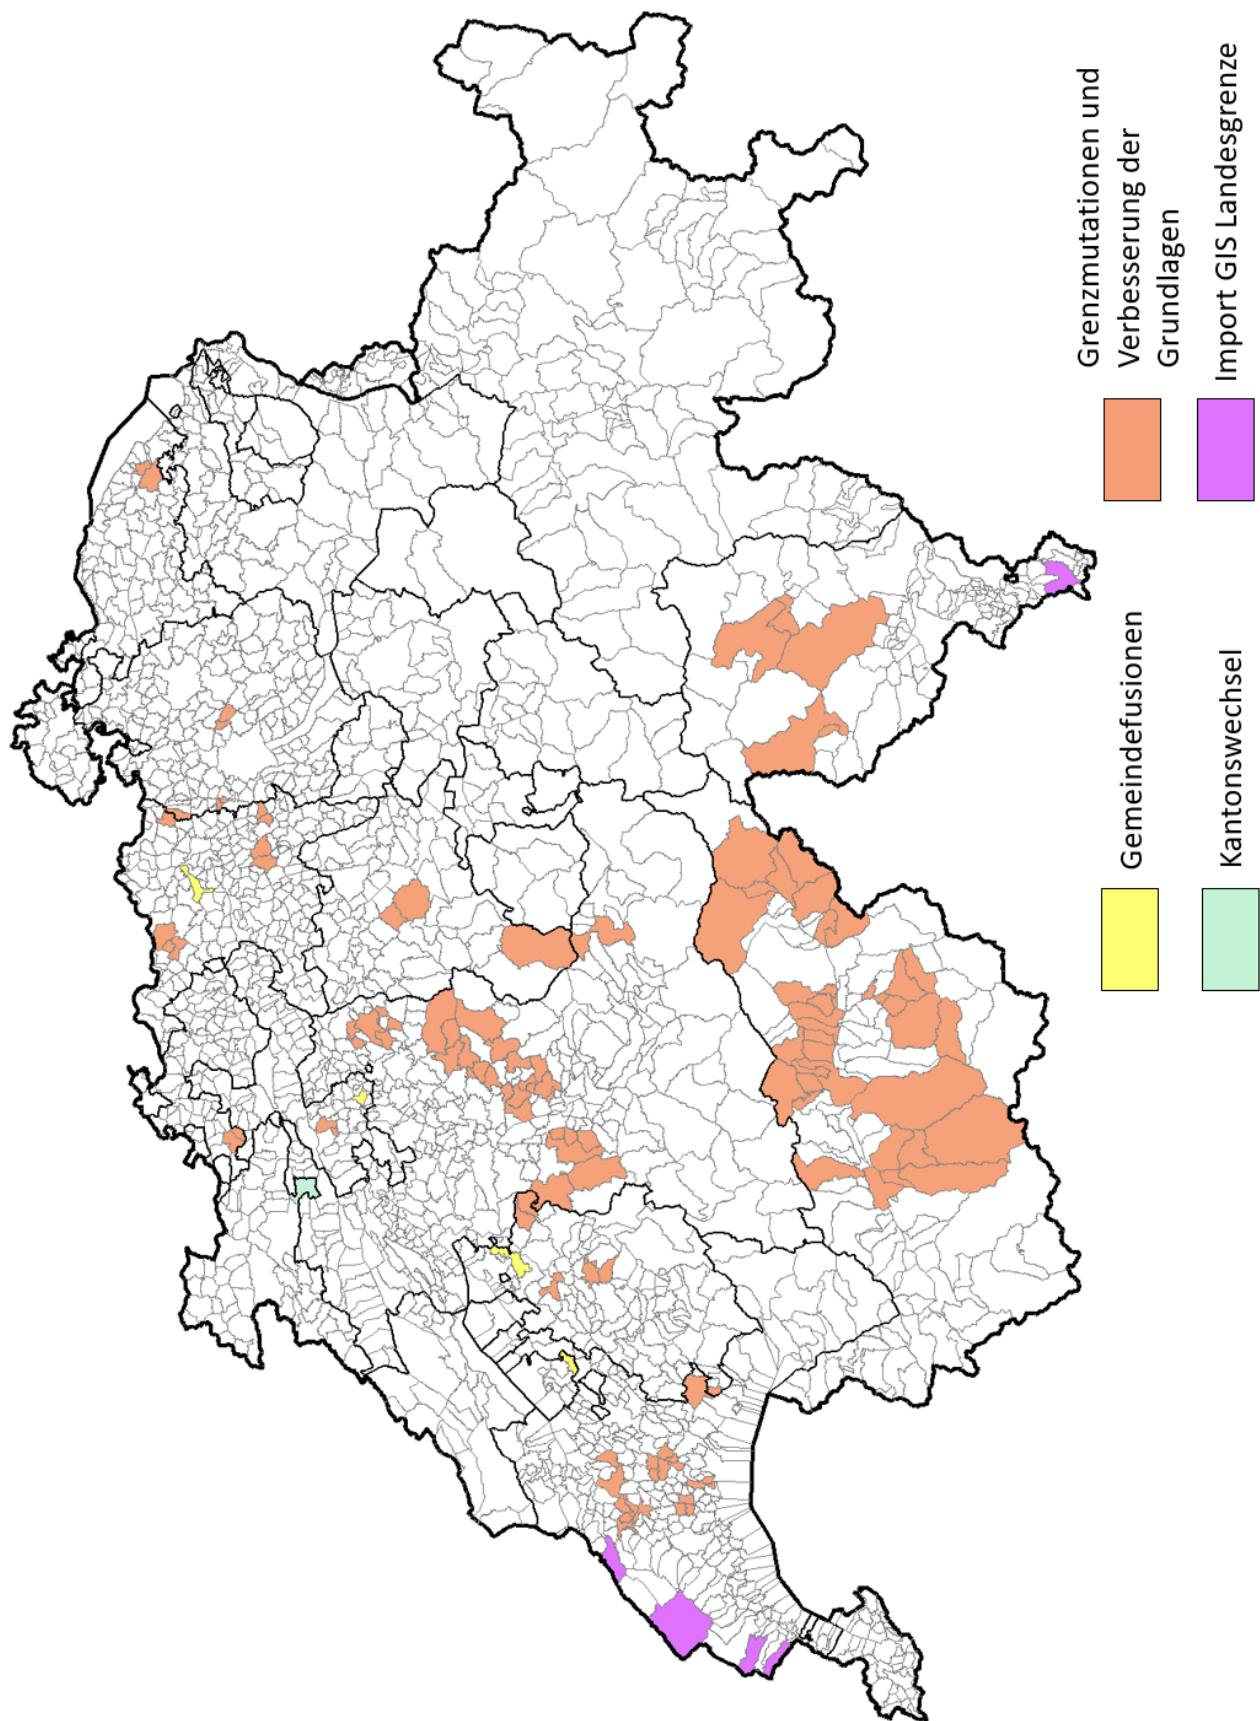 Gemeindefusionen
Kantonswechsel
Grenzmutationen und
Verbesserung der
Grundlagen
Import GIS Landesgrenze